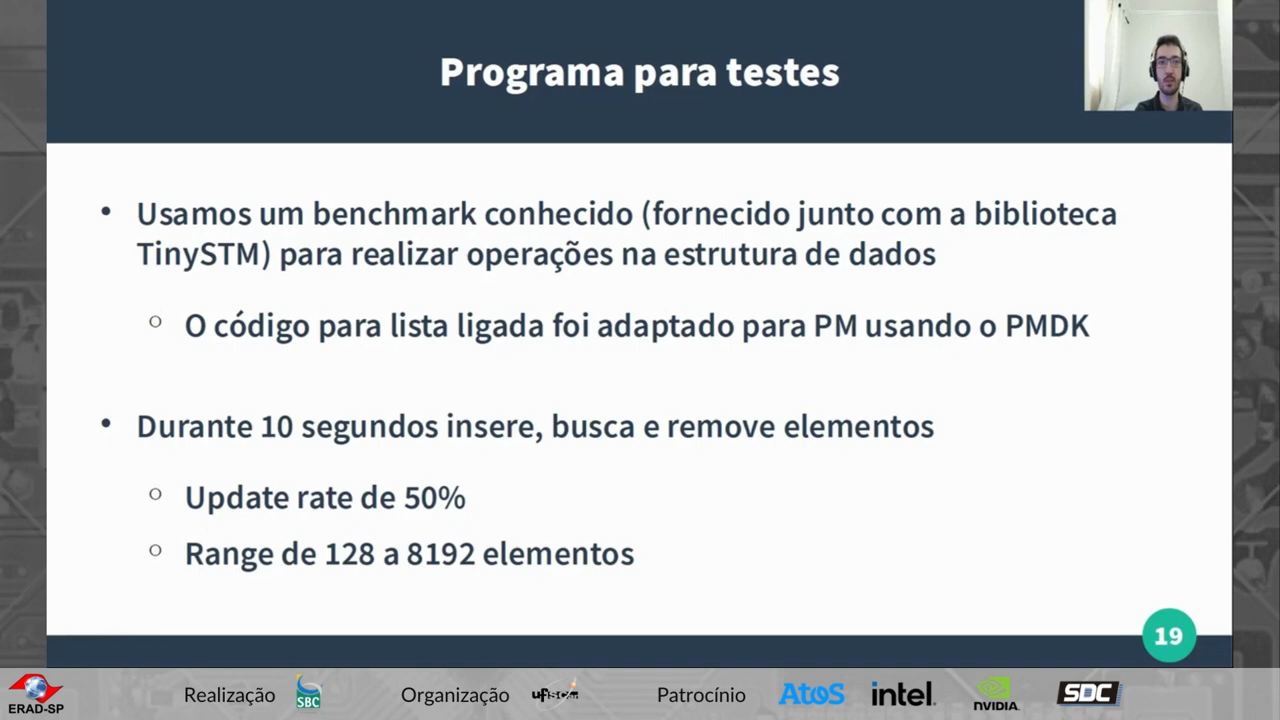 Programa para testes
• Usamos um benchmark conhecido (fornecido junto com a biblioteca
TinySTM) para realizar operações na estrutura de dados
○ O código para lista ligada foi adaptado para PM usando o PMDK
• Durante 10 segundos insere, busca e remove elementos
○ Update rate de 50%
○ Range de 128 a 8192 elementos
19
ERAD-SP
Realização
SBC
Organização
ufscar
Patrocínio
Atos
intel.
NVIDIA
SDC